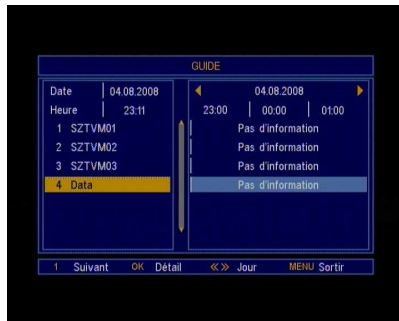 GUIDE
Date 04.08.2008
Heure 23:11
1 SZTVM01
2 SZTVM02
3 SZTVM03
4 Data
04.08.2008
23:00 00:00 01:00
Pas d'information
Pas d'information
Pas d'information
Pas d'information
1 Suivant OK Détail «» Jour MENU Sortir